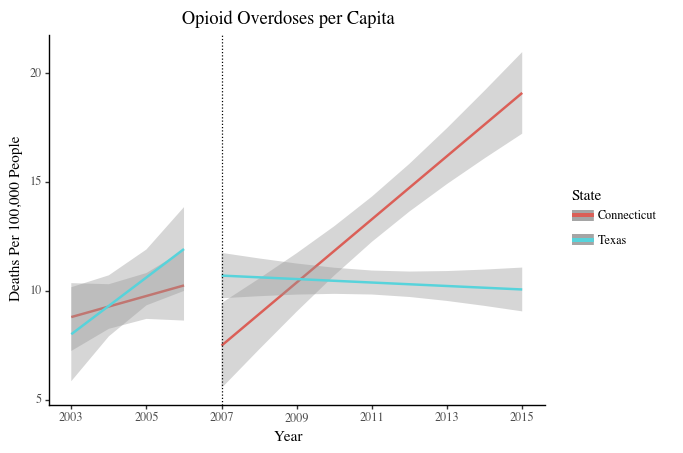 Opioid Overdoses per Capita
Deaths Per 100,000 People
20
15
10
5
2003 2005 2007 2009 2011 2013 2015
Year
State
Connecticut
Texas